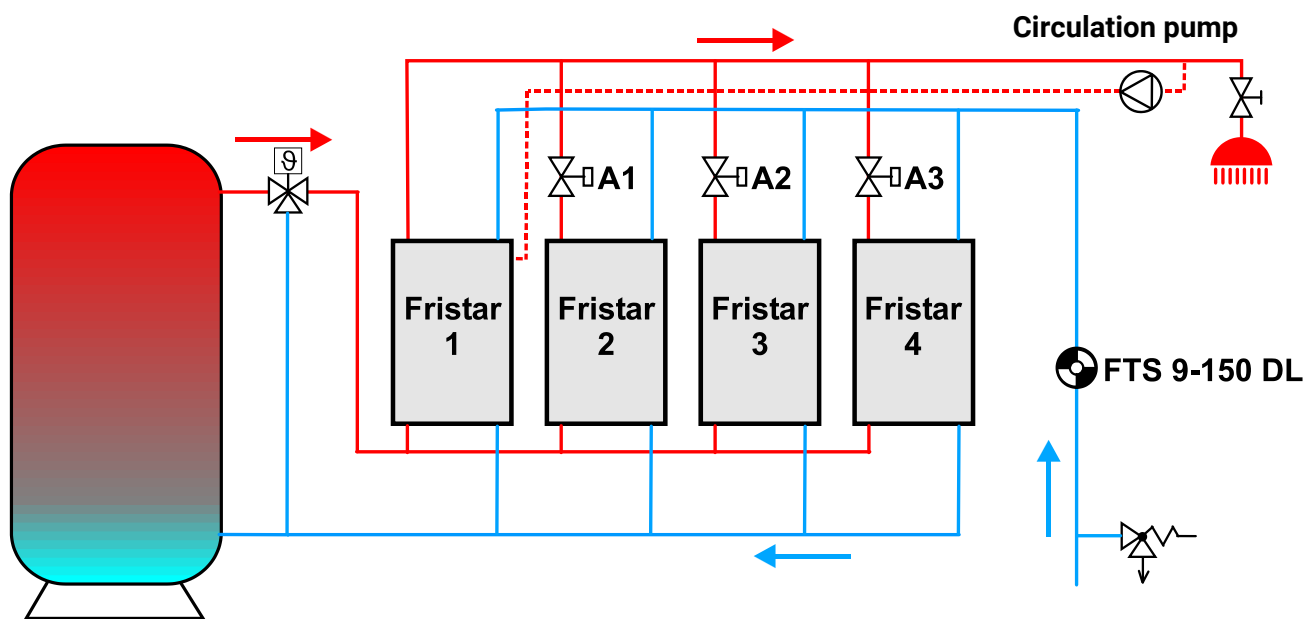 Circulation pump
ϑ
A1
A2
A3
Fristar
1
Fristar
2
Fristar
3
Fristar
4
FTS 9-150 DL